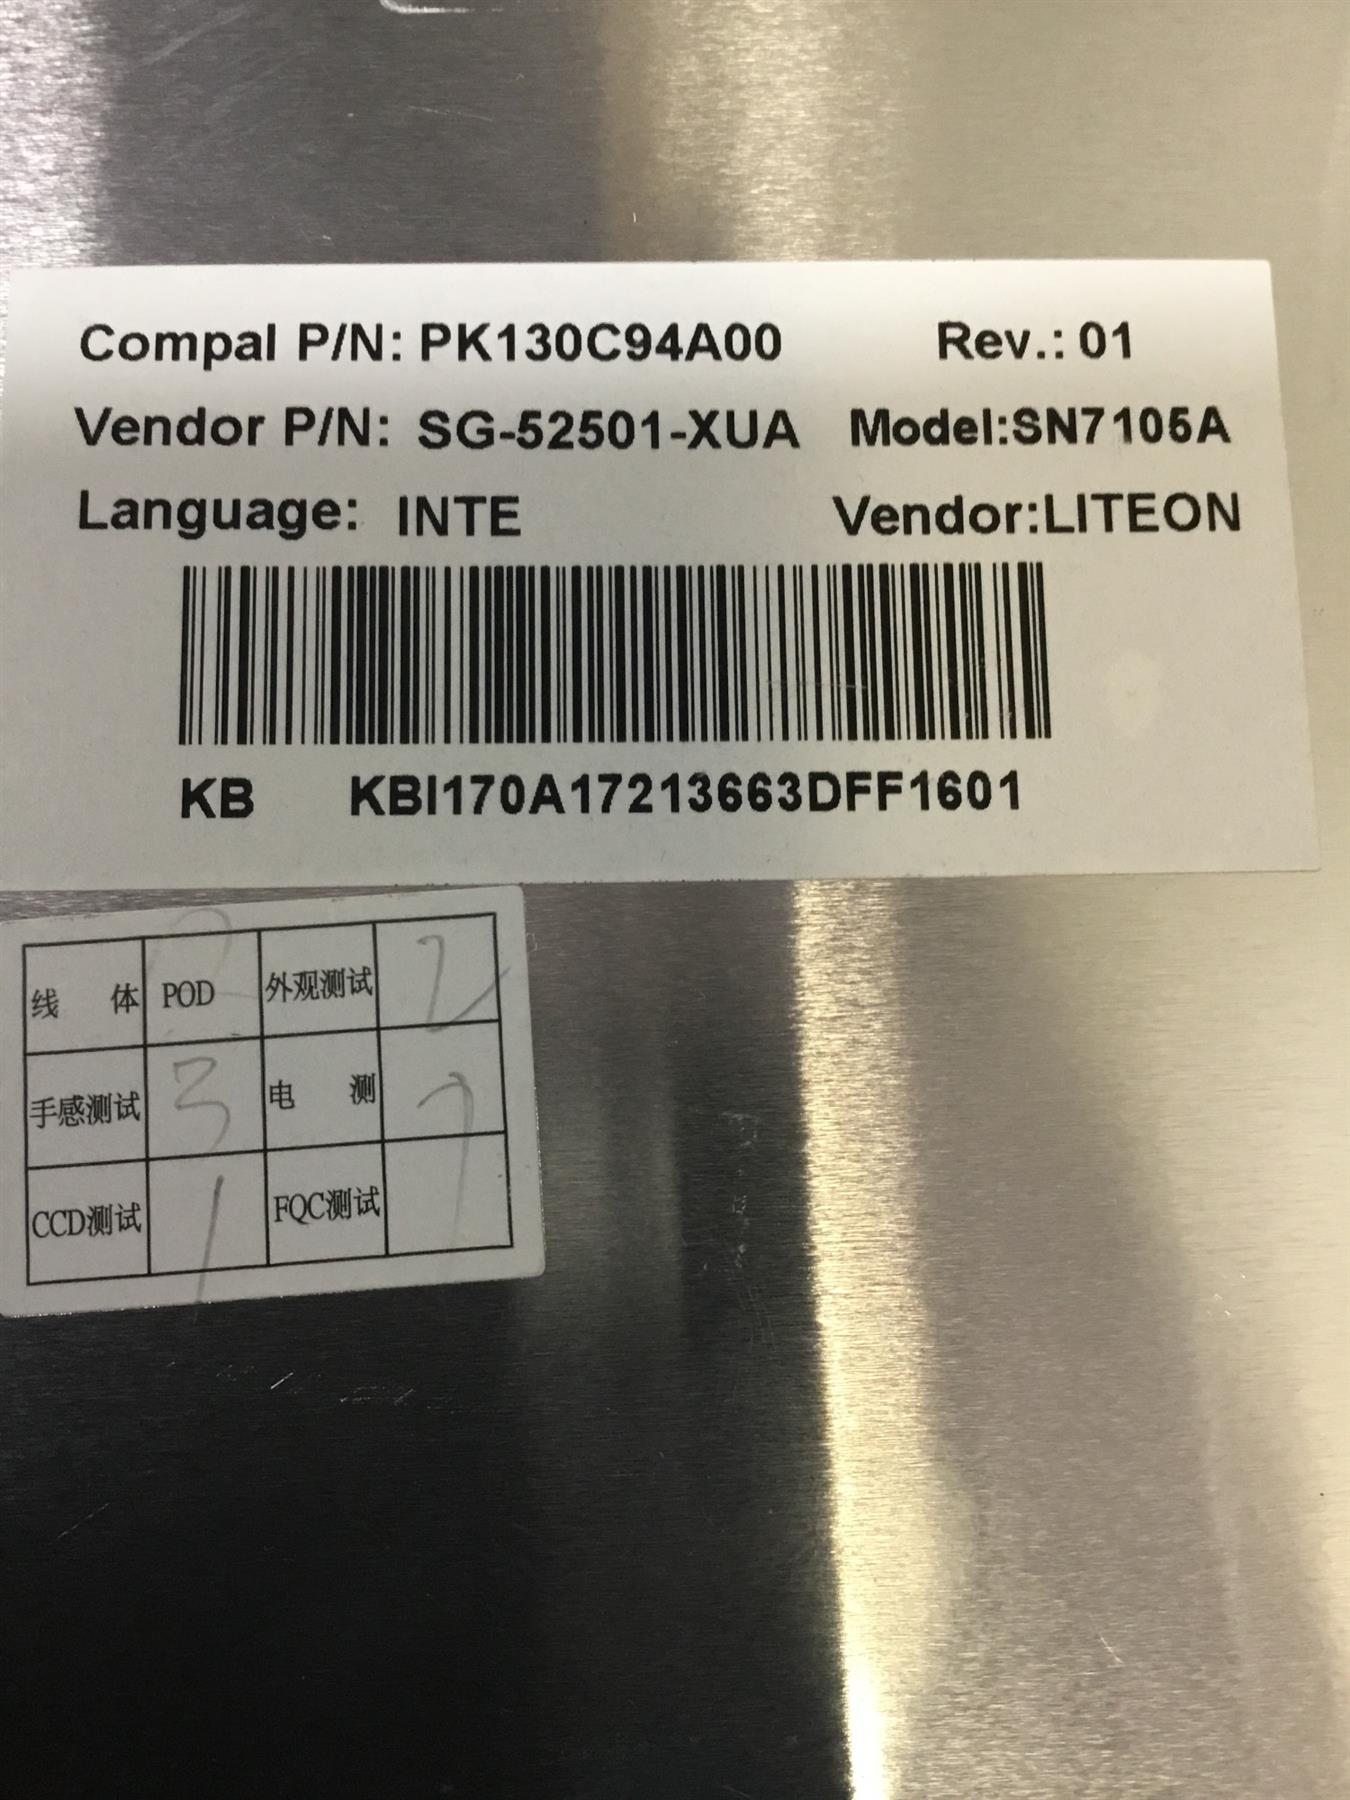 Compal P/N: PK130C94A00 Rev.: 01
Vendor P/N: SG-52501-XUA Model:SN7105A
Language: INTE Vendor:LITEON
KB KBI170A17213663DFF1601
线 体 POD 外观测试 2
手感测试 3 电 测
CCD测试 1 FQC测试